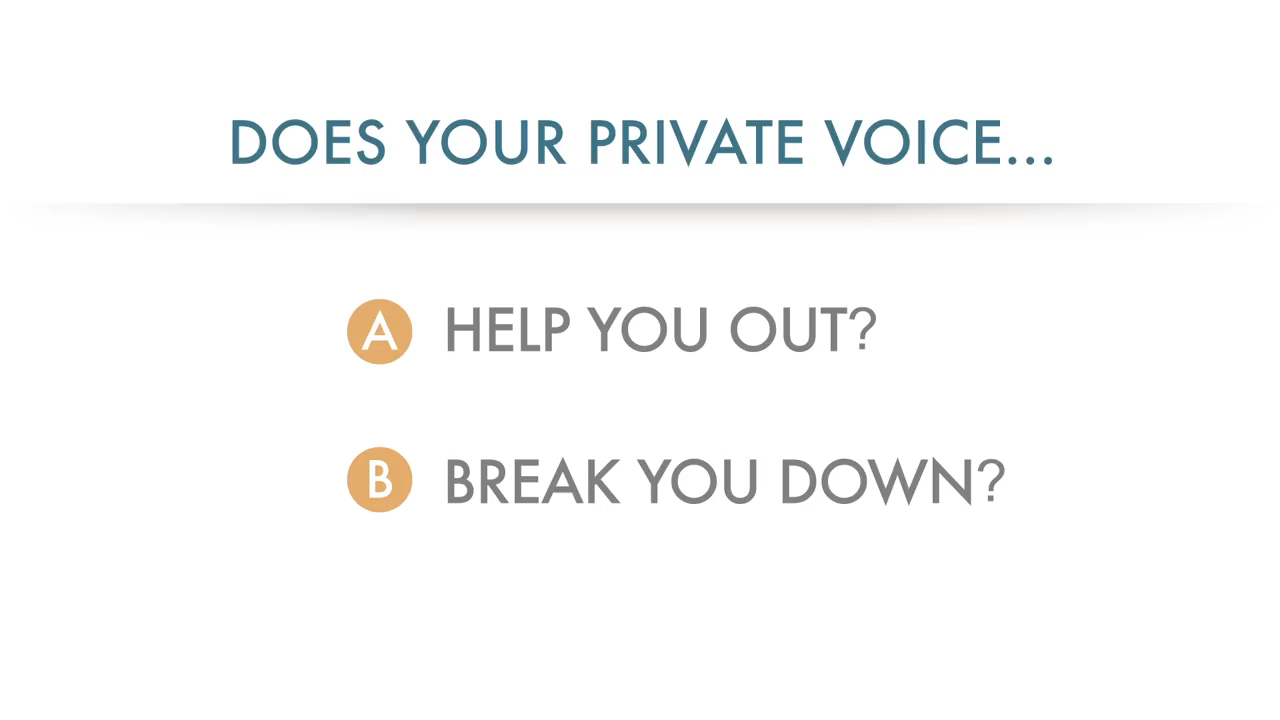 DOES YOUR PRIVATE VOICE...
A HELP YOU OUT?
B BREAK YOU DOWN?